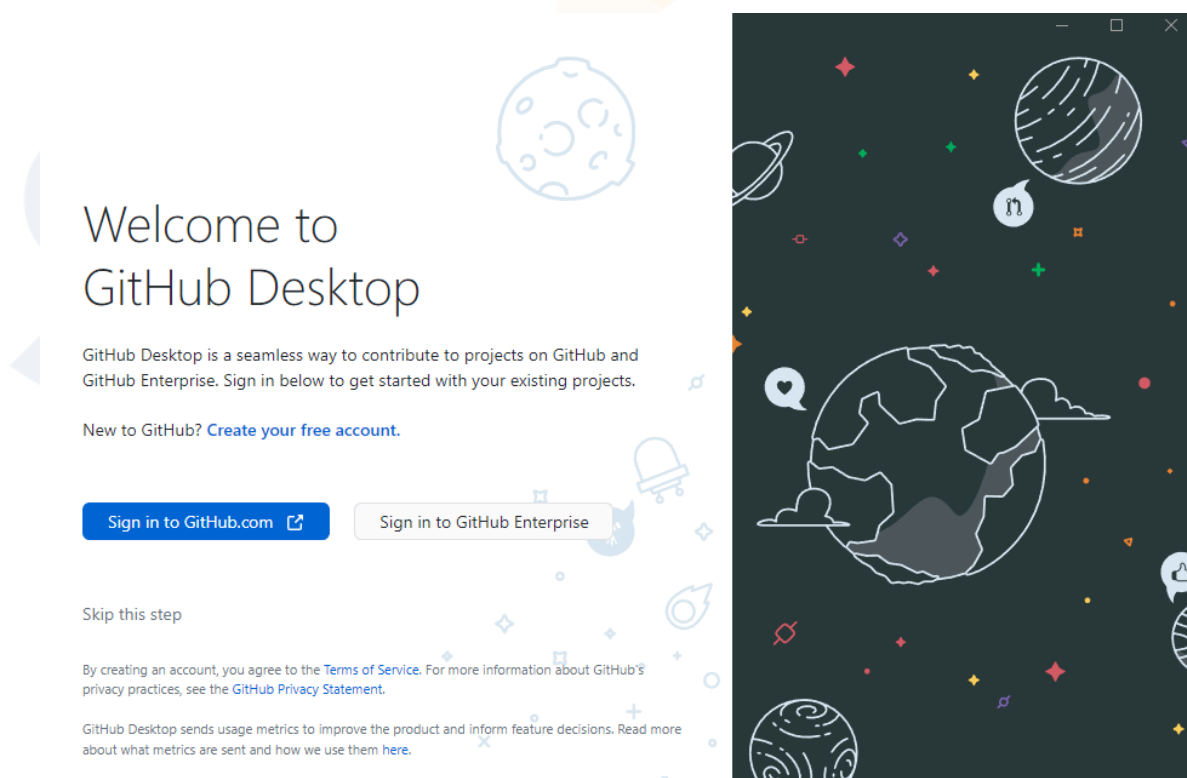 Welcome to
GitHub Desktop
GitHub Desktop is a seamless way to contribute to projects on GitHub and
GitHub Enterprise. Sign in below to get started with your existing projects.
New to GitHub? Create your free account.
Sign in to GitHub.com
Sign in to GitHub Enterprise
Skip this step
By creating an account, you agree to the Terms of Service. For more information about GitHub's
privacy practices, see the GitHub Privacy Statement.
GitHub Desktop sends usage metrics to improve the product and inform feature decisions. Read more
about what metrics are sent and how we use them here.